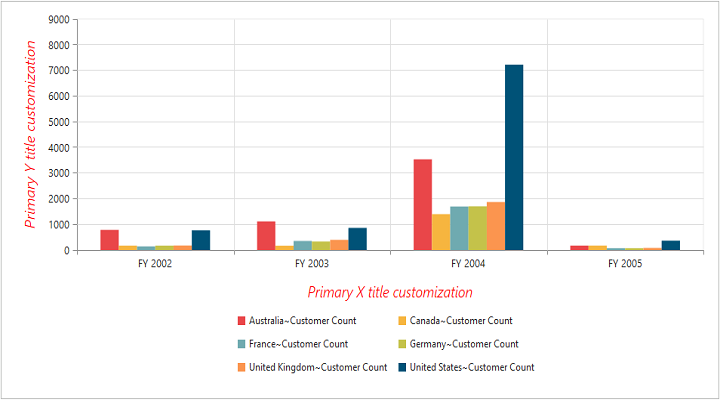 9000
8000
7000
6000
5000
4000
3000
2000
1000
0
Primary Y title customization
FY 2002 FY 2003 FY 2004 FY 2005
Primary X title customization
Australia~Customer Count Canada~Customer Count
France~Customer Count Germany~Customer Count
United Kingdom~Customer Count United States~Customer Count